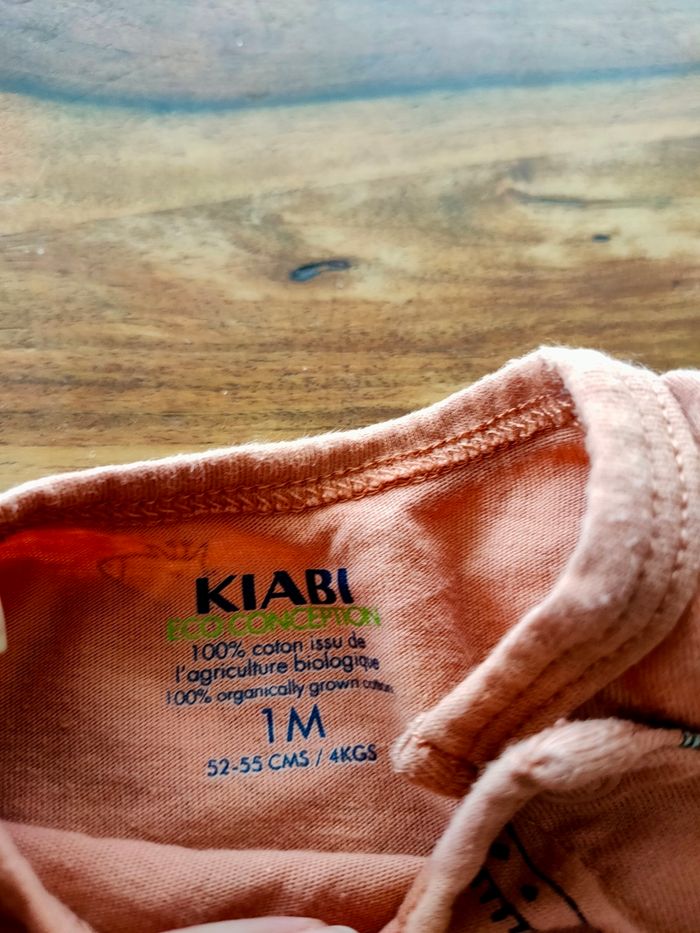 KIABI
ECO CONCEPTION
100% coton issu de
l'agriculture biologique
100% organically grown cotton
1M
52-55 CMS / 4KGS